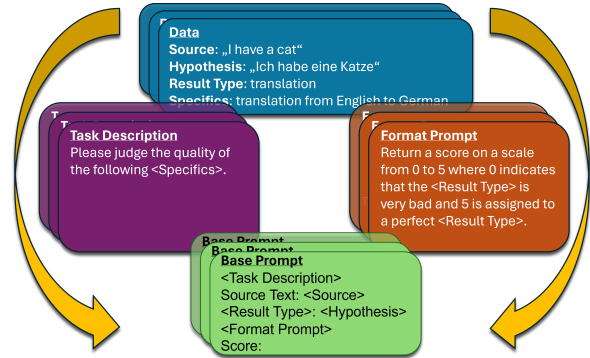 Data
Source: „I have a cat“
Hypothesis: „Ich habe eine Katze“
Result Type: translation
Specifics: translation from English to German
Task Description
Please judge the quality of
the following <Specifics>.
Format Prompt
Return a score on a scale
from 0 to 5 where 0 indicates
that the <Result Type> is
very bad and 5 is assigned to
a perfect <Result Type>.
Base Prompt
Base Prompt
Base Prompt
<Task Description>
Source Text: <Source>
<Result Type>: <Hypothesis>
<Format Prompt>
Score: